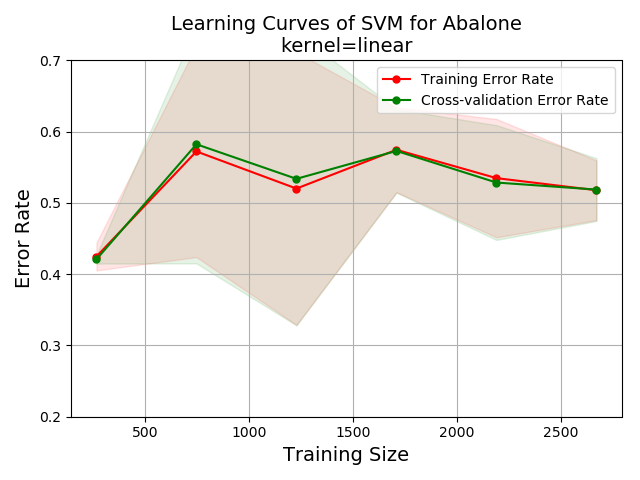 Learning Curves of SVM for Abalone
kernel=linear
Training Error Rate
Cross-validation Error Rate
Error Rate
0.7
0.6
0.5
0.4
0.3
0.2
500
1000
1500
2000
2500
Training Size